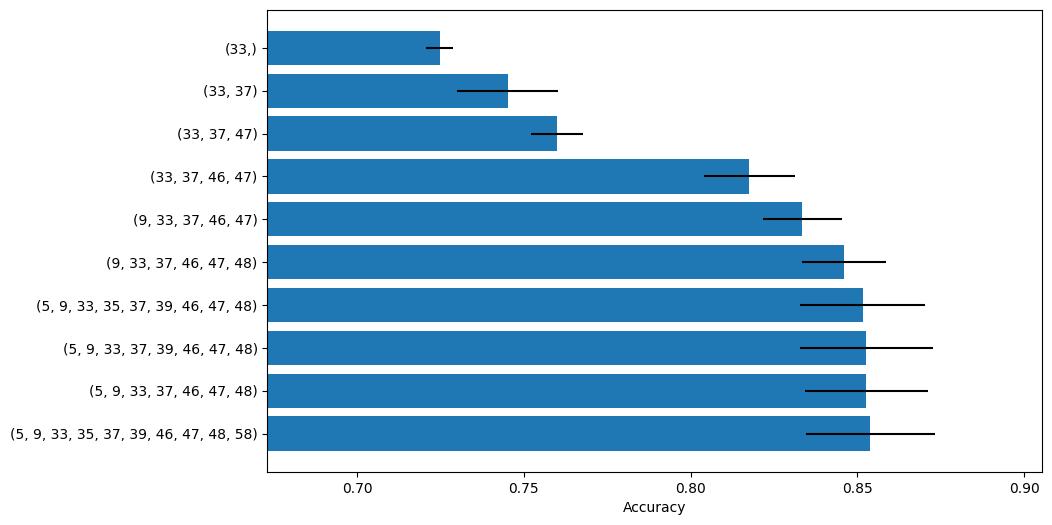 (33,)
(33, 37)
(33, 37, 47)
(33, 37, 46, 47)
(9, 33, 37, 46, 47)
(9, 33, 37, 46, 47, 48)
(5, 9, 33, 35, 37, 39, 46, 47, 48)
(5, 9, 33, 37, 39, 46, 47, 48)
(5, 9, 33, 37, 46, 47, 48)
(5, 9, 33, 35, 37, 39, 46, 47, 48, 58)
0.70 0.75 0.80 0.85 0.90
Accuracy